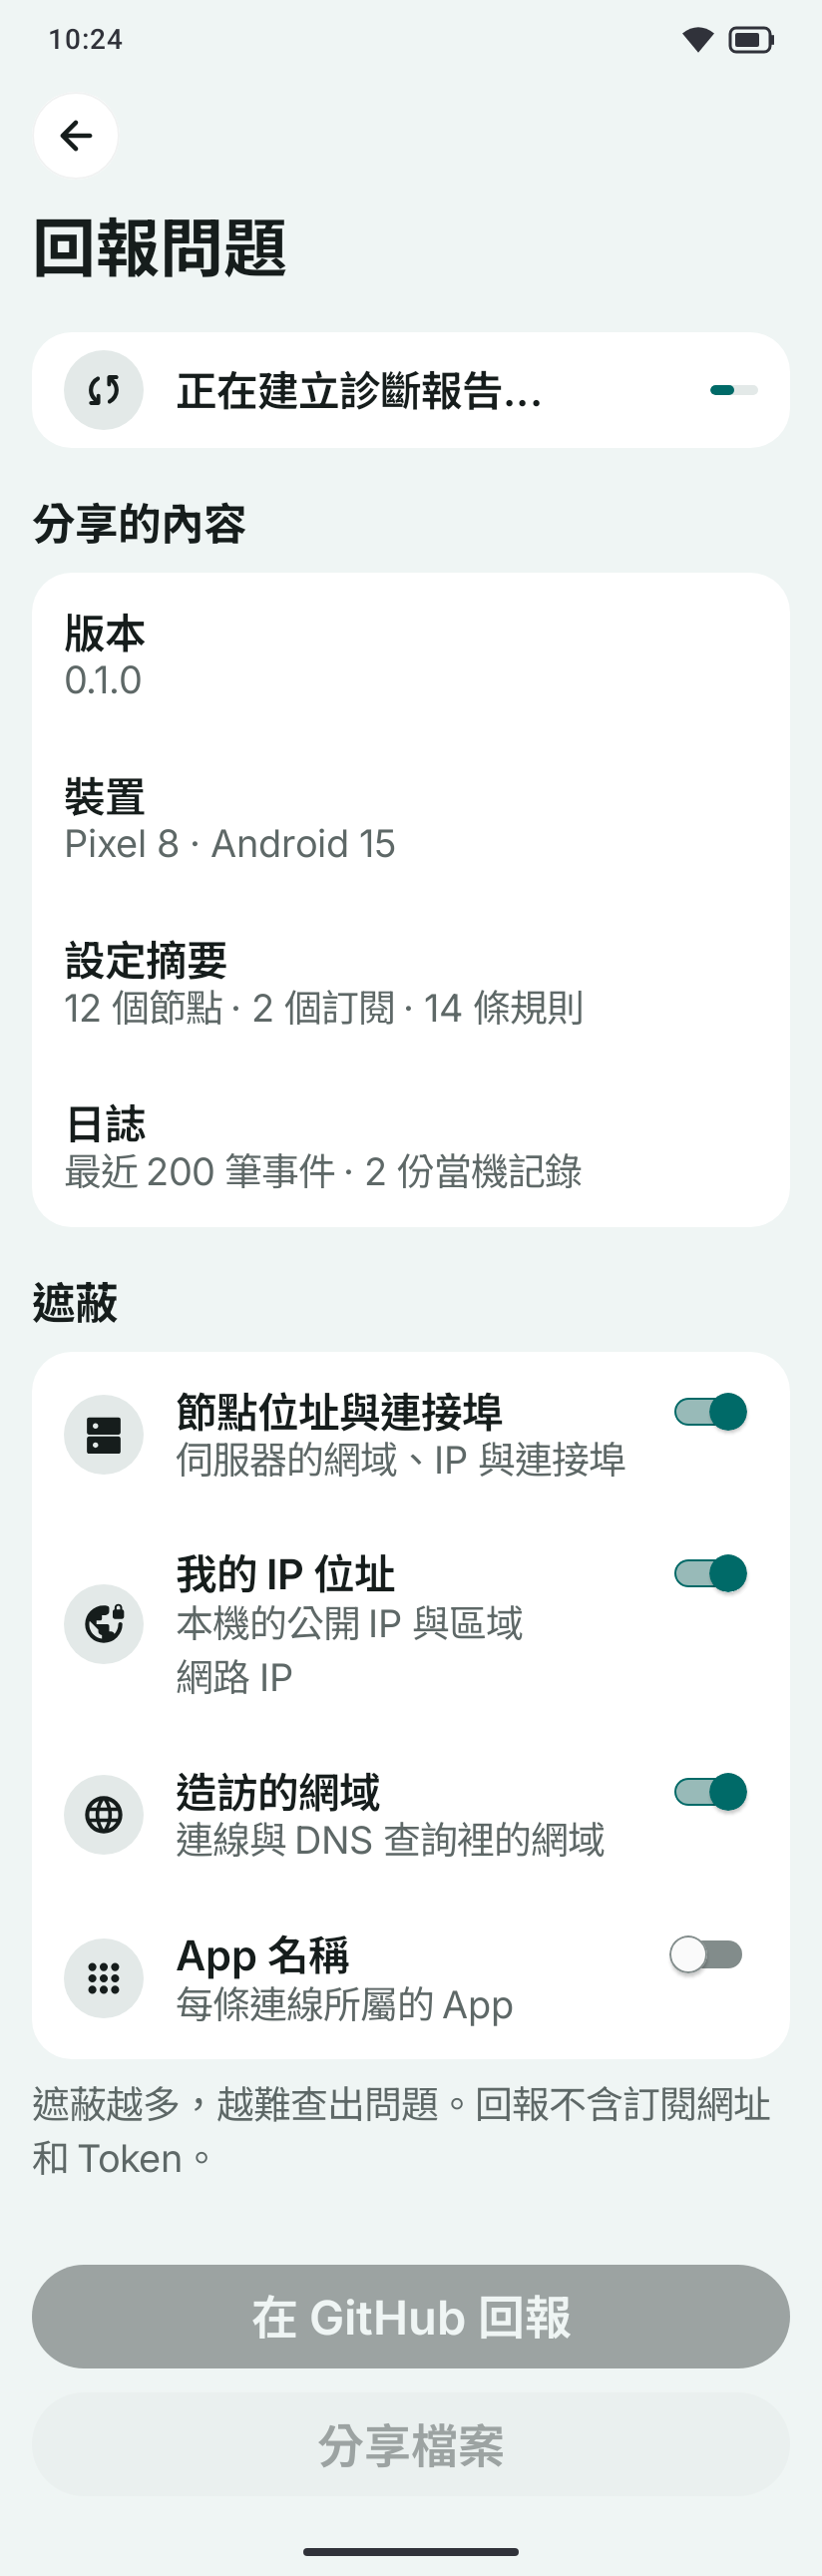 10:24
回報問題
正在建立診斷報告...
分享的內容
版本
0.1.0
裝置
Pixel 8 · Android 15
設定摘要
12 個節點 · 2 個訂閱 · 14 條規則
日誌
最近 200 筆事件 · 2 份當機記錄
遮蔽
節點位址與連接埠
伺服器的網域、IP 與連接埠
我的 IP 位址
本機的公開 IP 與區域
網路 IP
造訪的網域
連線與 DNS 查詢裡的網域
App 名稱
每條連線所屬的 App
遮蔽越多，越難查出問題。回報不含訂閱網址
和 Token。
在 GitHub 回報
分享檔案